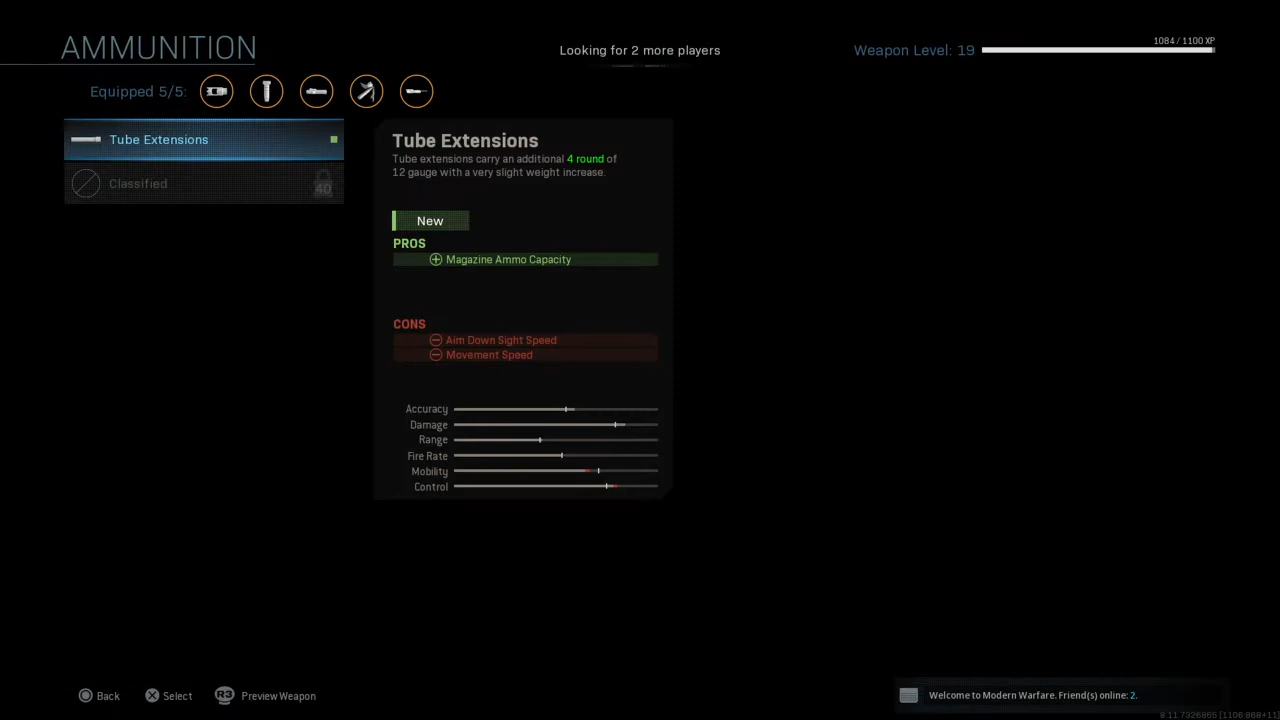 AMMUNITION
Looking for 2 more players
Weapon Level: 19
1084 / 1100 XP
Equipped 5/5:
Tube Extensions
Classified
40
Tube Extensions
Tube extensions carry an additional 4 round of
12 gauge with a very slight weight increase.
New
PROS
Magazine Ammo Capacity
CONS
Aim Down Sight Speed
Movement Speed
Accuracy
Damage
Range
Fire Rate
Mobility
Control
Back
Select
R3 Preview Weapon
Welcome to Modern Warfare. Friend(s) online: 2.